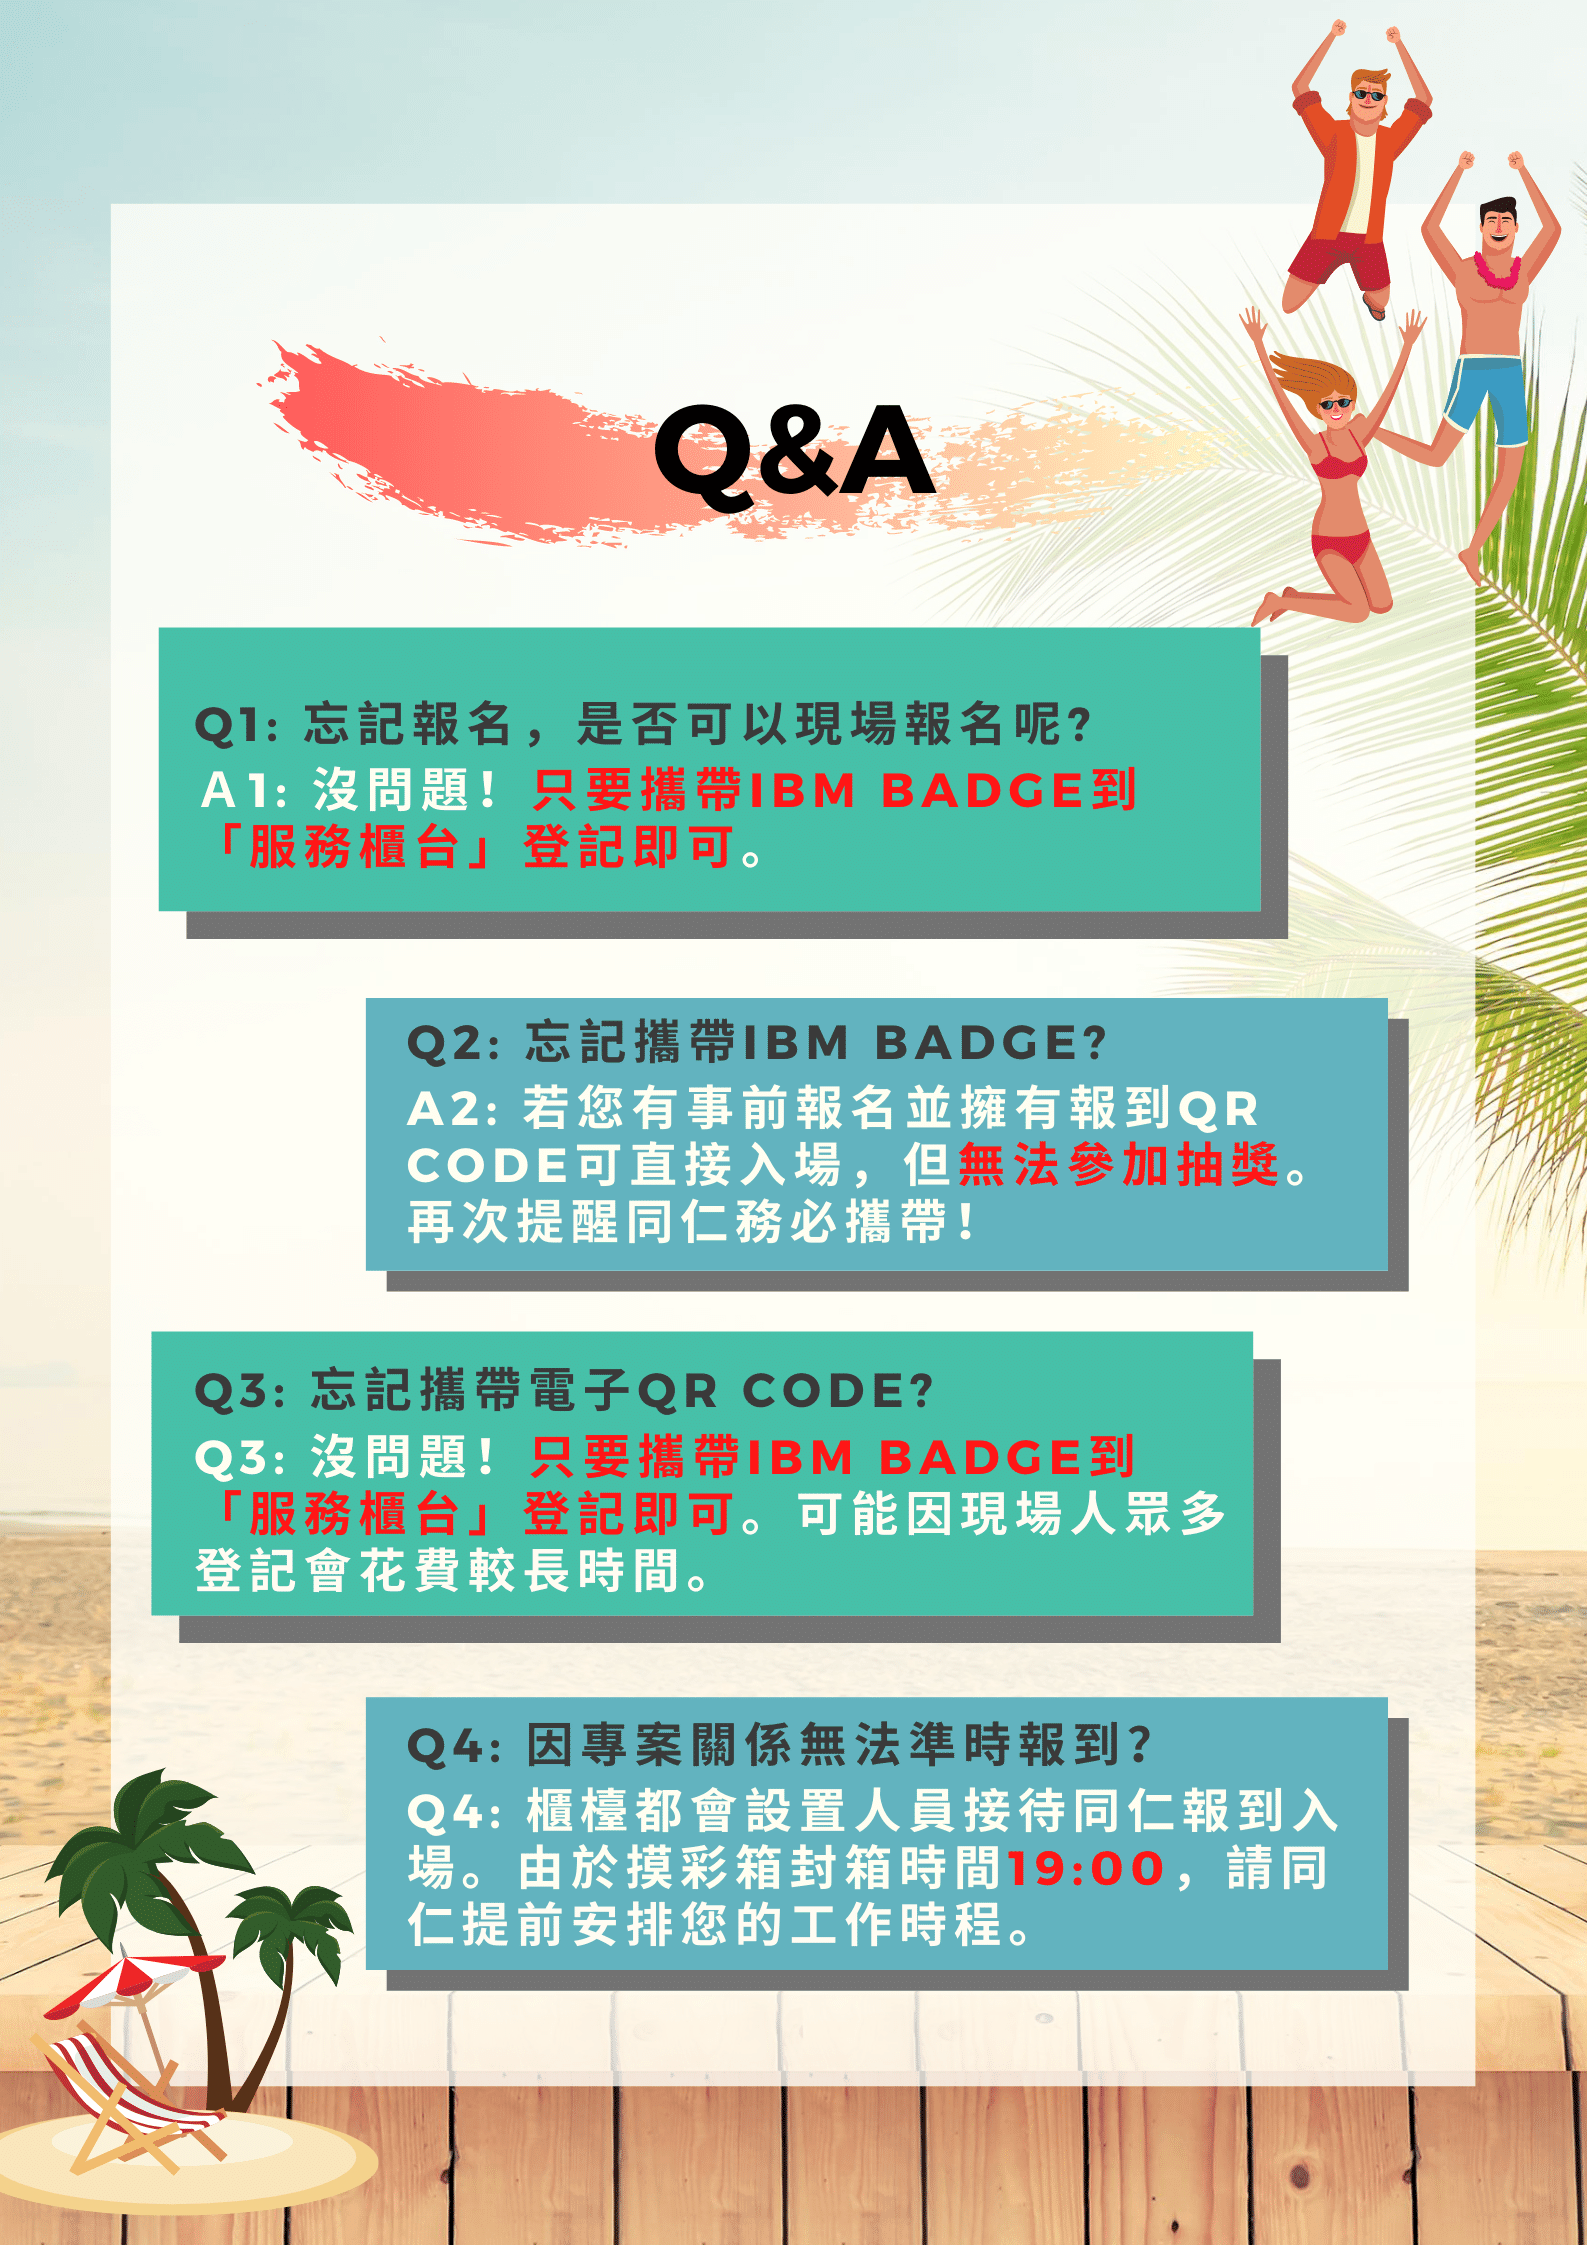 Q&A
Q1: 忘記報名，是否可以現場報名呢?
A1: 沒問題！只要攜帶IBM BADGE到
「服務櫃台」登記即可。
Q2: 忘記攜帶IBM BADGE?
A2: 若您有事前報名並擁有報到QR
CODE可直接入場，但無法參加抽獎。
再次提醒同仁務必攜帶！
Q3: 忘記攜帶電子QR CODE?
Q3: 沒問題！只要攜帶IBM BADGE到
「服務櫃台」登記即可。可能因現場人眾多
登記會花費較長時間。
Q4: 因專案關係無法準時報到？
Q4: 櫃檯都會設置人員接待同仁報到入
場。由於摸彩箱封箱時間19:00，請同
仁提前安排您的工作時程。